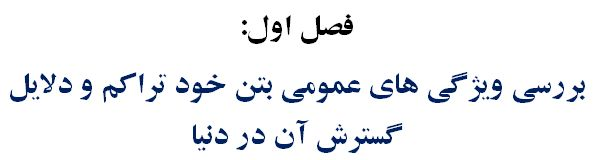 فصل اول:
بررسی ویژگی های عمومی بتن خود تراکم و دلایل
گسترش آن در دنیا